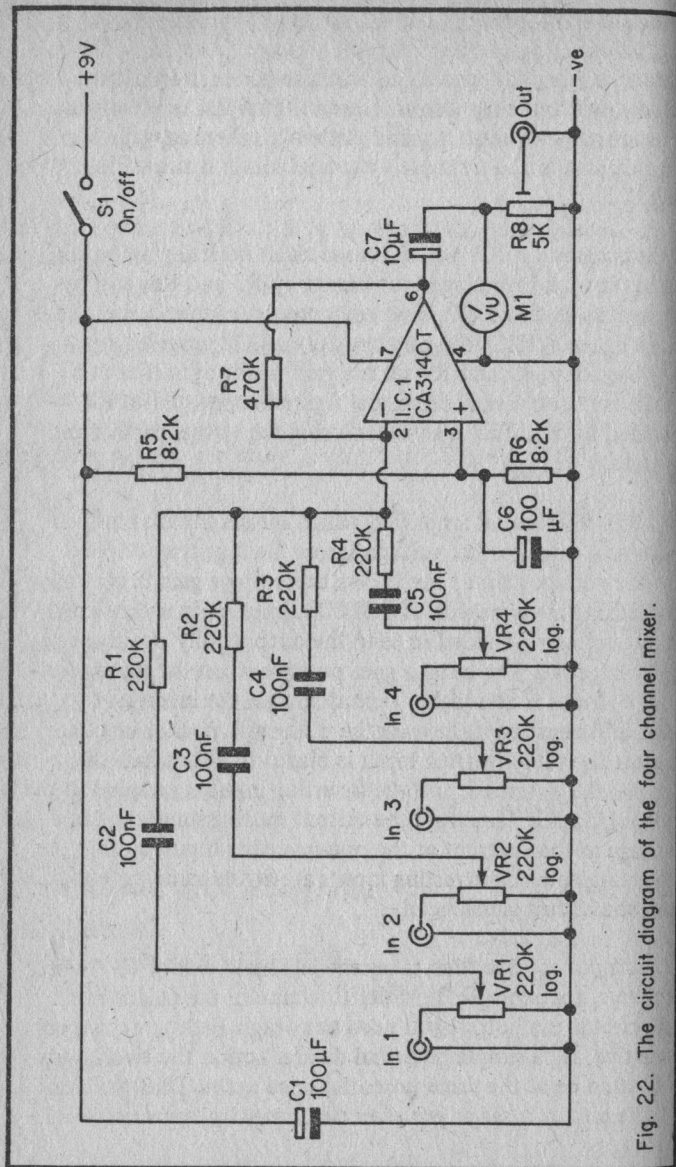 +9V
S1
On/off
R5
8·2K
R7
470K
C7
10µF
6
7
2
−
I.C.1
CA3140T
+
3
4
Out
R8
5K
VU
M1
−ve
R1
220K
R2
220K
R3
220K
R4
220K
C2
100nF
C3
100nF
C4
100nF
C5
100nF
R6
8·2K
C6
100
µF
C1
100µF
In 1
VR1
220K
log.
In 2
VR2
220K
log.
In 3
VR3
220K
log.
In 4
VR4
220K
log.
Fig. 22. The circuit diagram of the four channel mixer.